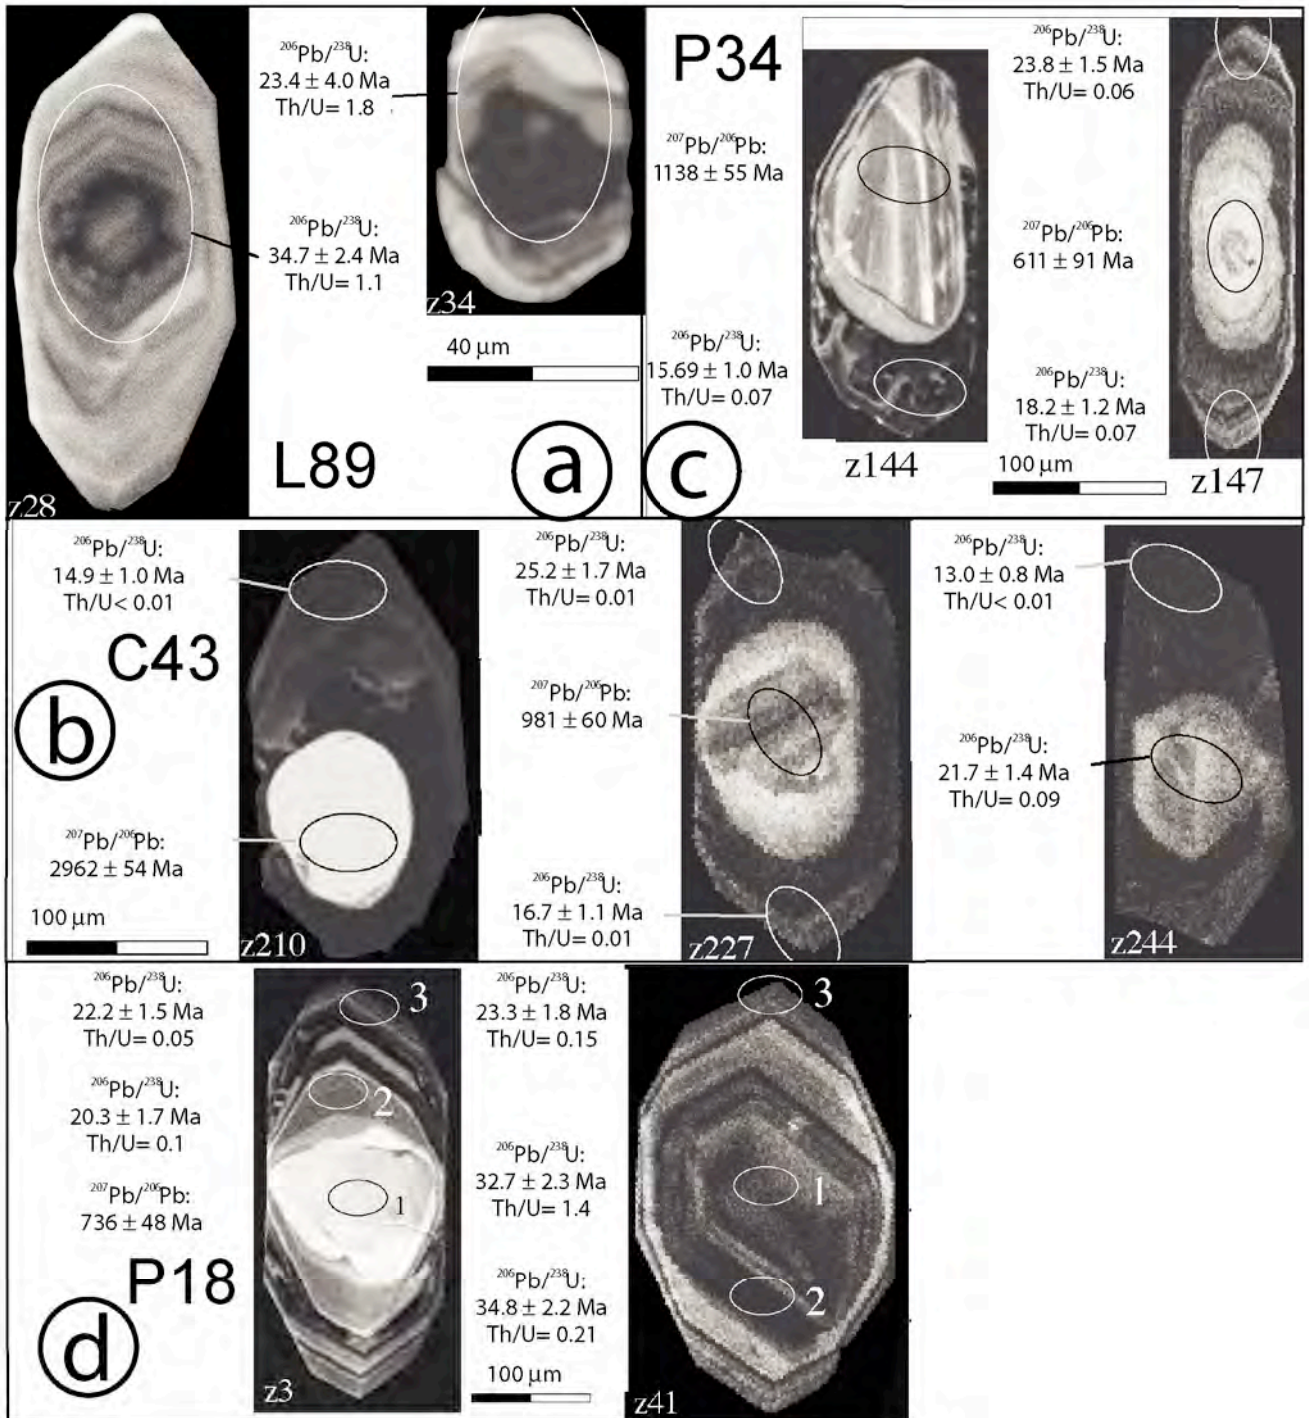 ²⁰⁶Pb/²³⁸U:
23.4 ± 4.0 Ma
Th/U= 1.8
²⁰⁶Pb/²³⁸U:
34.7 ± 2.4 Ma
Th/U= 1.1
z28
z34
40 µm
L89
a
P34
²⁰⁷Pb/²⁰⁶Pb:
1138 ± 55 Ma
²⁰⁶Pb/²³⁸U:
15.69 ± 1.0 Ma
Th/U= 0.07
z144
²⁰⁶Pb/²³⁸U:
23.8 ± 1.5 Ma
Th/U= 0.06
²⁰⁷Pb/²⁰⁶Pb:
611 ± 91 Ma
²⁰⁶Pb/²³⁸U:
18.2 ± 1.2 Ma
Th/U= 0.07
100 µm
z147
c
²⁰⁶Pb/²³⁸U:
14.9 ± 1.0 Ma
Th/U< 0.01
C43
b
²⁰⁷Pb/²⁰⁶Pb:
2962 ± 54 Ma
100 µm
z210
²⁰⁶Pb/²³⁸U:
25.2 ± 1.7 Ma
Th/U= 0.01
²⁰⁷Pb/²⁰⁶Pb:
981 ± 60 Ma
²⁰⁶Pb/²³⁸U:
16.7 ± 1.1 Ma
Th/U= 0.01
z227
²⁰⁶Pb/²³⁸U:
13.0 ± 0.8 Ma
Th/U< 0.01
²⁰⁶Pb/²³⁸U:
21.7 ± 1.4 Ma
Th/U= 0.09
z244
²⁰⁶Pb/²³⁸U:
22.2 ± 1.5 Ma
Th/U= 0.05
²⁰⁶Pb/²³⁸U:
20.3 ± 1.7 Ma
Th/U= 0.1
²⁰⁷Pb/²⁰⁶Pb:
736 ± 48 Ma
P18
d
3
2
1
z3
²⁰⁶Pb/²³⁸U:
23.3 ± 1.8 Ma
Th/U= 0.15
²⁰⁶Pb/²³⁸U:
32.7 ± 2.3 Ma
Th/U= 1.4
²⁰⁶Pb/²³⁸U:
34.8 ± 2.2 Ma
Th/U= 0.21
100 µm
3
1
2
z41